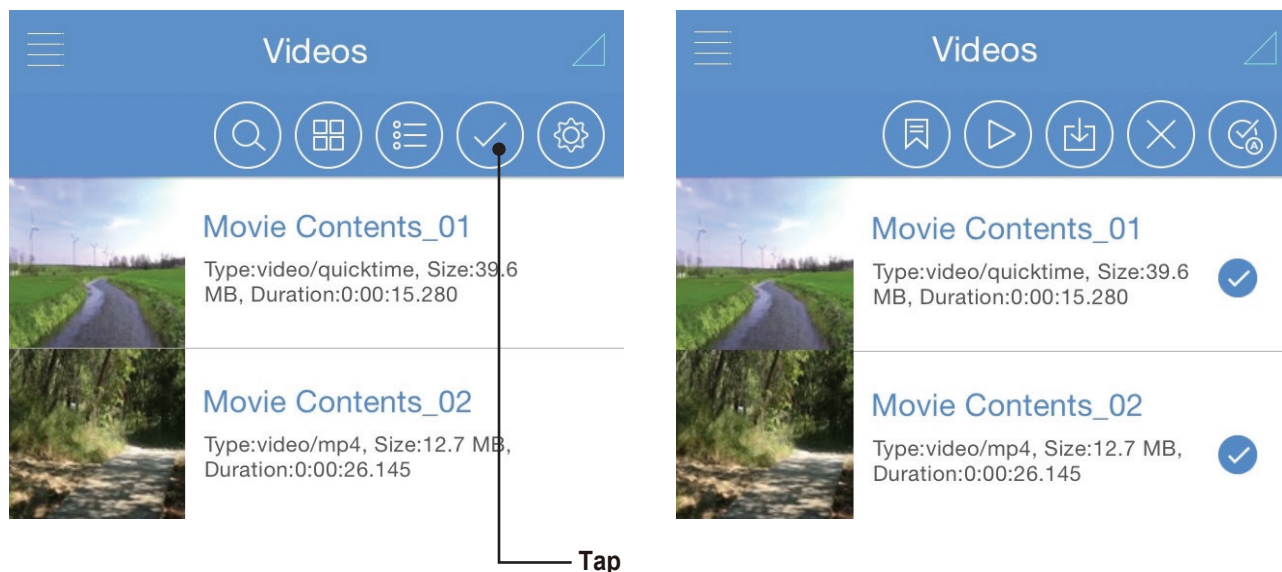 Videos
Movie Contents_01
Type:video/quicktime, Size:39.6
MB, Duration:0:00:15.280
Movie Contents_02
Type:video/mp4, Size:12.7 MB,
Duration:0:00:26.145
Tap
Videos
A
Movie Contents_01
Type:video/quicktime, Size:39.6
MB, Duration:0:00:15.280
Movie Contents_02
Type:video/mp4, Size:12.7 MB,
Duration:0:00:26.145